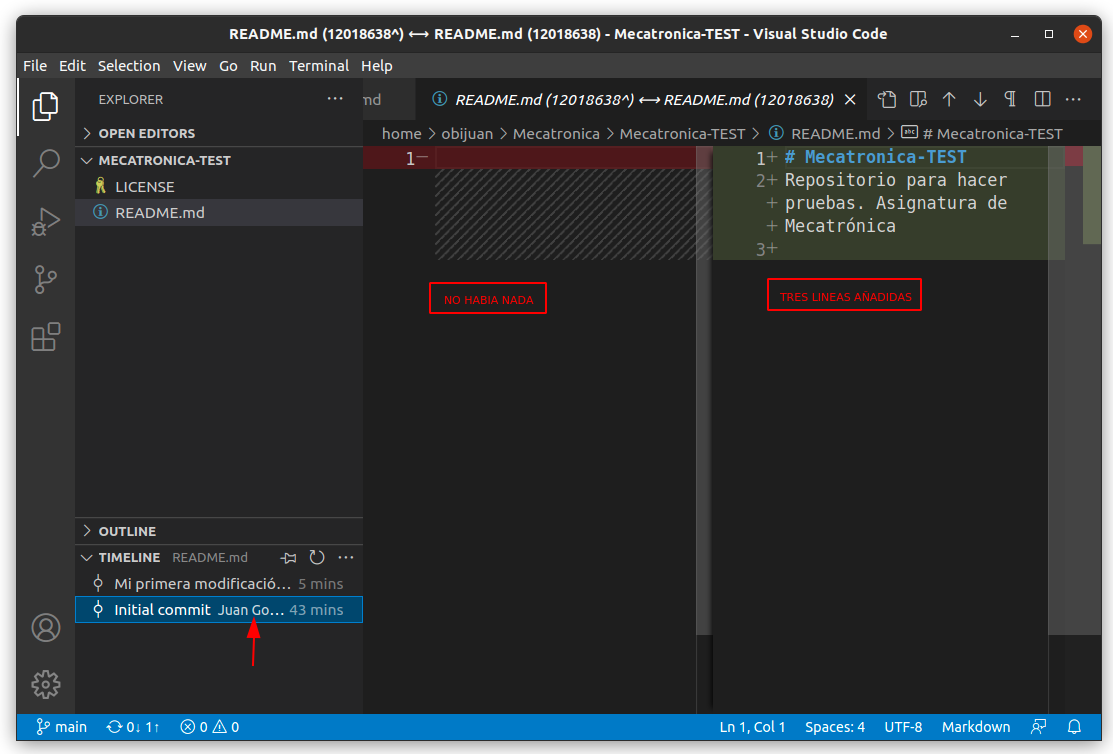 README.md (12018638^) ⟷ README.md (12018638) - Mecatronica-TEST - Visual Studio Code
File Edit Selection View Go Run Terminal Help
EXPLORER ···
md README.md (12018638^) ⟷ README.md (12018638)
OPEN EDITORS
home > obijuan > Mecatronica > Mecatronica-TEST > README.md > # Mecatronica-TEST
MECATRONICA-TEST
LICENSE
README.md
1−
1+ # Mecatronica-TEST
2+ Repositorio para hacer
+ pruebas. Asignatura de
+ Mecatrónica
3+
NO HABIA NADA
TRES LINEAS AÑADIDAS
OUTLINE
TIMELINE README.md ···
Mi primera modificació... 5 mins
Initial commit Juan Go... 43 mins
main 0↓ 1↑ 0 0
Ln 1, Col 1 Spaces: 4 UTF-8 Markdown